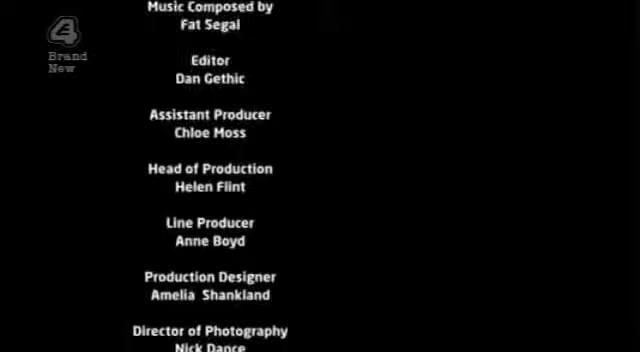 4
Brand
New
Music Composed by
Fat Segal
Editor
Dan Gethic
Assistant Producer
Chloe Moss
Head of Production
Helen Flint
Line Producer
Anne Boyd
Production Designer
Amelia Shankland
Director of Photography
Nick Dance